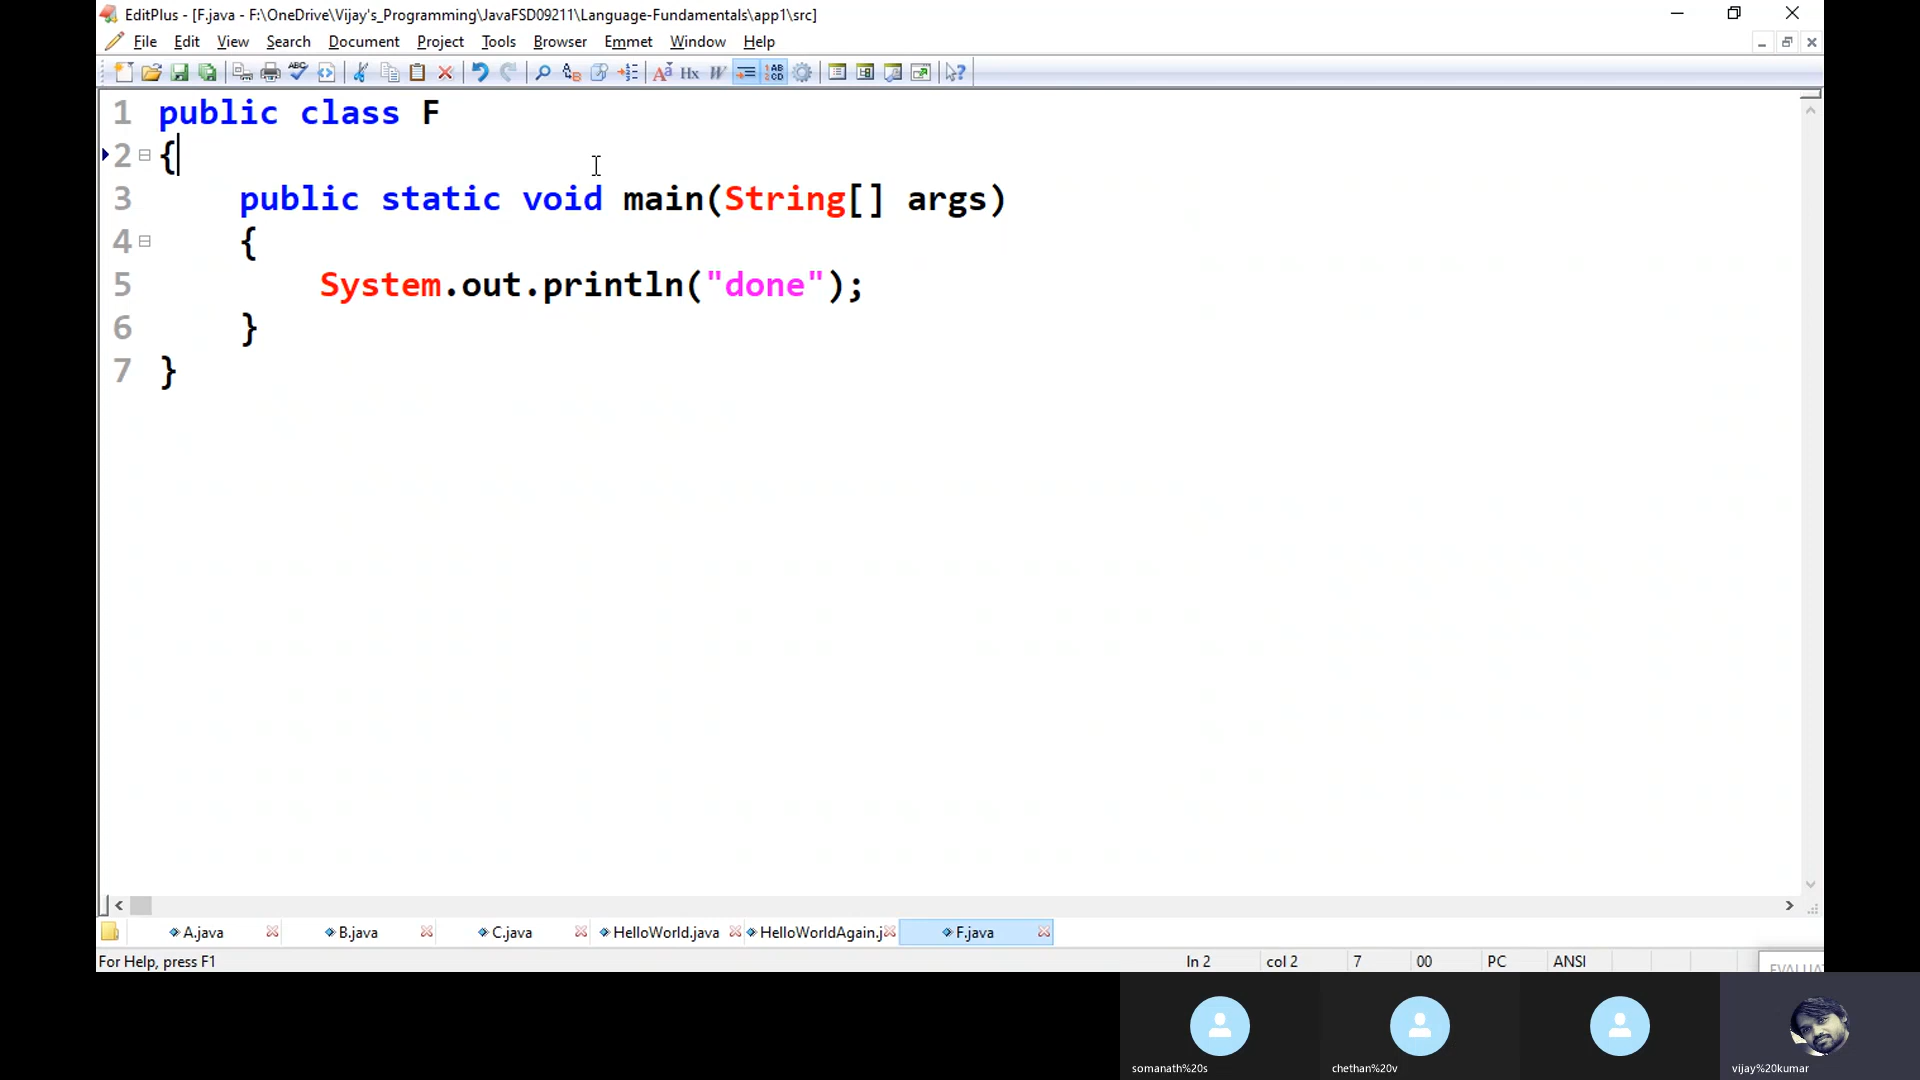 EditPlus - [F.java - F:\OneDrive\Vijay's_Programming\JavaFSD09211\Language-Fundamentals\app1\src]
File Edit View Search Document Project Tools Browser Emmet Window Help
1 public class F
2 {
3 public static void main(String[] args)
4 {
5 System.out.println("done");
6 }
7 }
A.java B.java C.java HelloWorld.java HelloWorldAgain.j F.java
For Help, press F1 ln 2 col 2 7 00 PC ANSI
somanath%20s chethan%20v vijay%20kumar